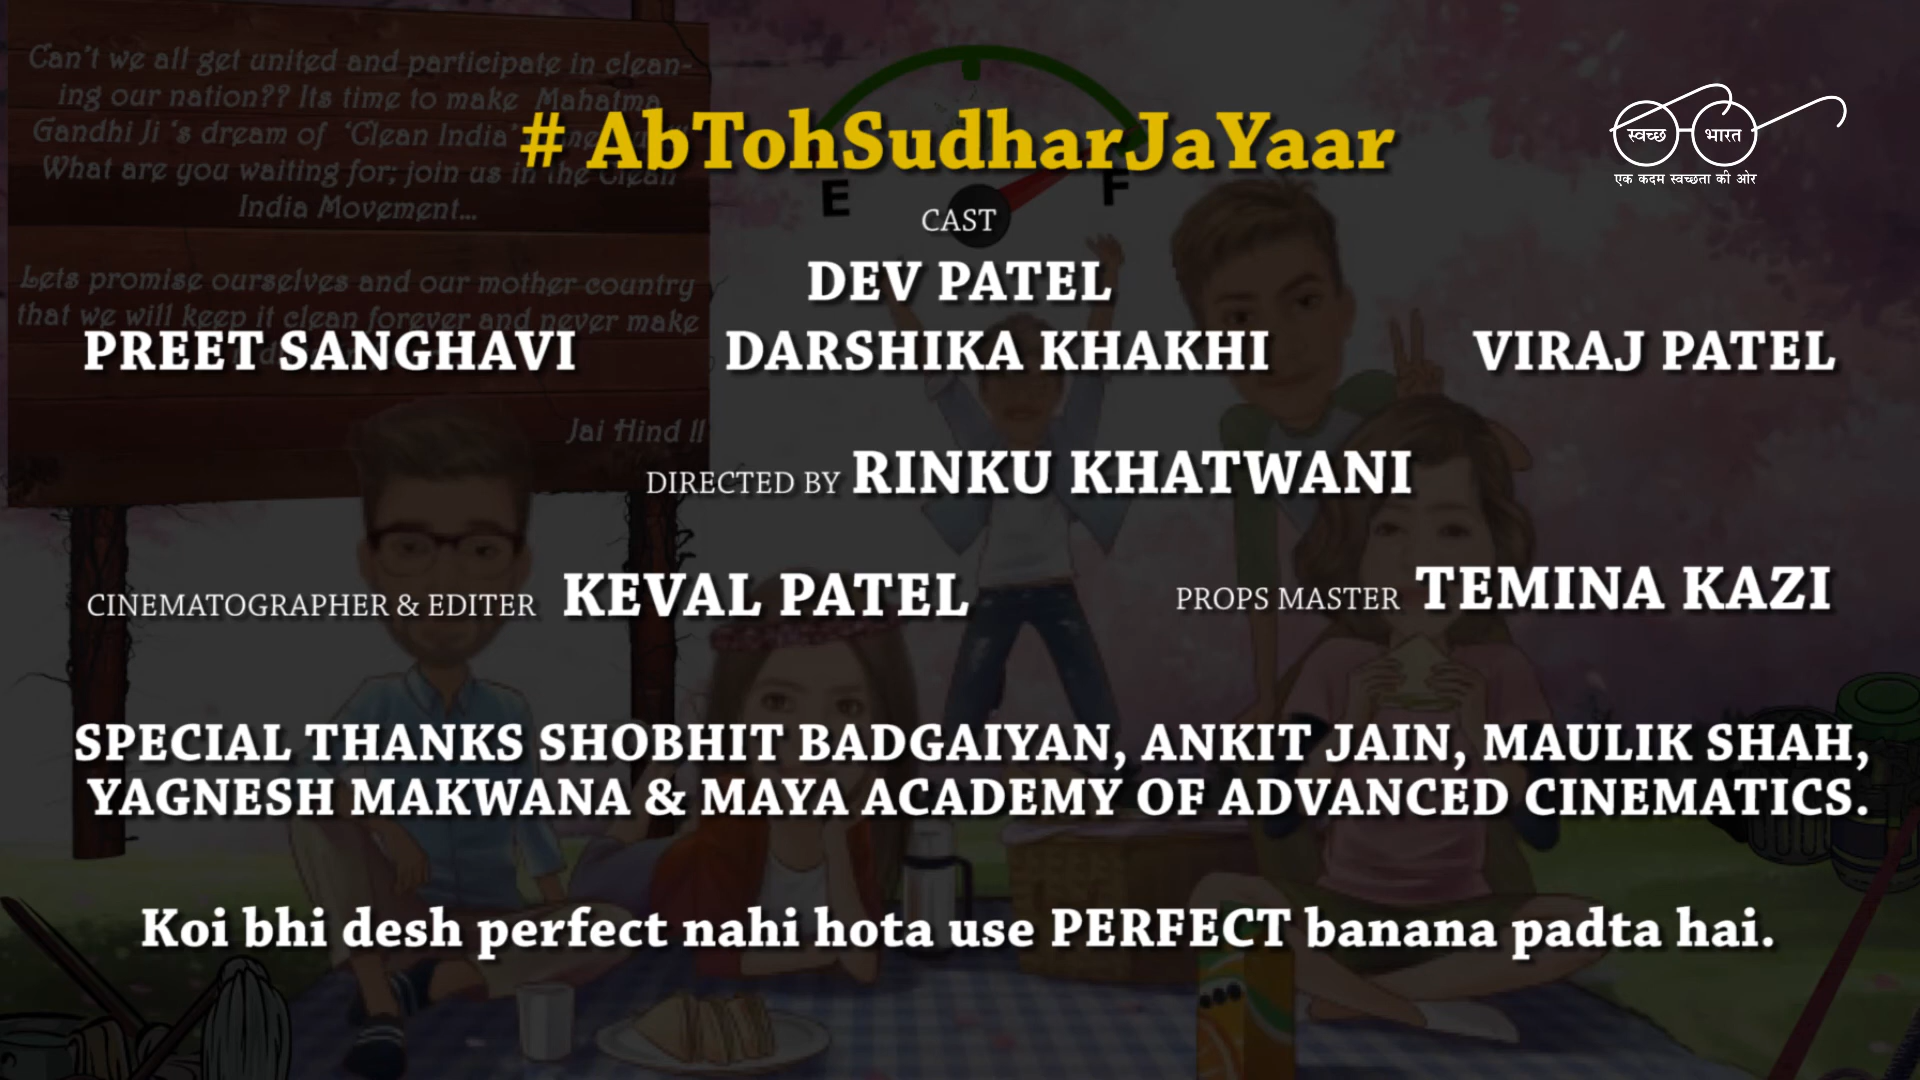 Can't we all get united and participate in clean-
ing our nation?? Its time to make Mahatma
Gandhi Ji 's dream of 'Clean India'
What are you waiting for; join us in the Clean
India Movement...
Lets promise ourselves and our mother country
that we will keep it clean forever and never make
Jai Hind ll
# AbTohSudharJaYaar
स्वच्छ भारत
एक कदम स्वच्छता की ओर
E F
CAST
DEV PATEL
PREET SANGHAVI DARSHIKA KHAKHI VIRAJ PATEL
DIRECTED BY RINKU KHATWANI
CINEMATOGRAPHER & EDITER KEVAL PATEL PROPS MASTER TEMINA KAZI
SPECIAL THANKS SHOBHIT BADGAIYAN, ANKIT JAIN, MAULIK SHAH,
YAGNESH MAKWANA & MAYA ACADEMY OF ADVANCED CINEMATICS.
Koi bhi desh perfect nahi hota use PERFECT banana padta hai.